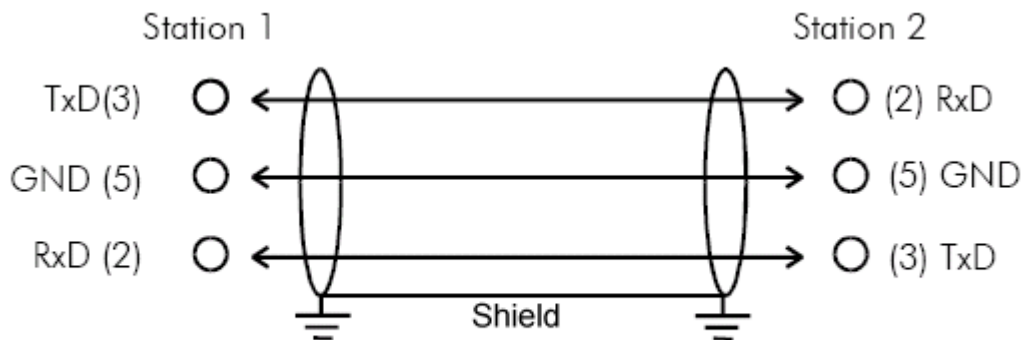 Station 1 Station 2
TxD(3) (2) RxD
GND (5) (5) GND
RxD (2) (3) TxD
Shield